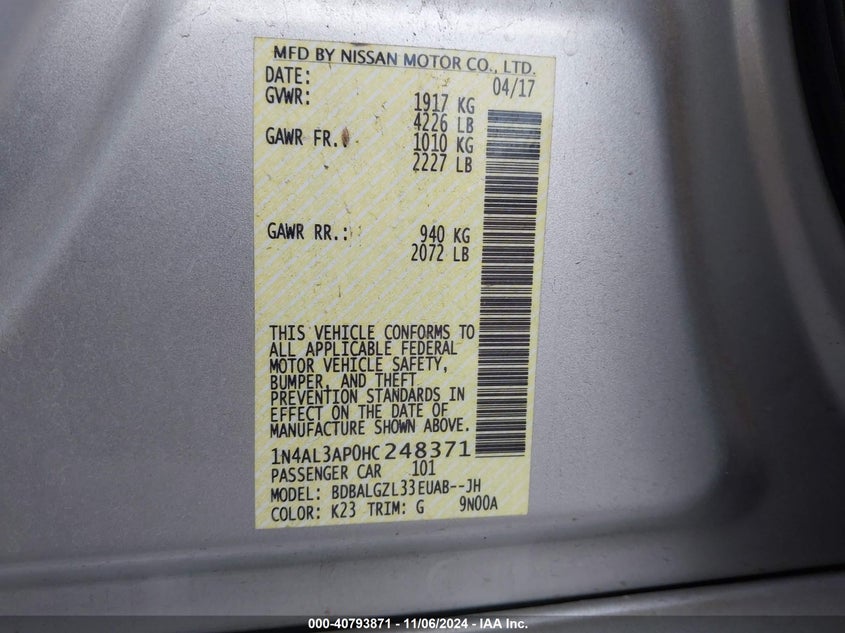 MFD BY NISSAN MOTOR CO., LTD.
DATE: 04/17
GVWR: 1917 KG
4226 LB
GAWR FR.: 1010 KG
2227 LB
GAWR RR.: 940 KG
2072 LB
THIS VEHICLE CONFORMS TO
ALL APPLICABLE FEDERAL
MOTOR VEHICLE SAFETY,
BUMPER, AND THEFT
PREVENTION STANDARDS IN
EFFECT ON THE DATE OF
MANUFACTURE SHOWN ABOVE.
1N4AL3AP0HC248371
PASSENGER CAR 101
MODEL: BDBALGZL33EUAB--JH
COLOR: K23 TRIM: G 9N00A
000-40793871 - 11/06/2024 - IAA Inc.